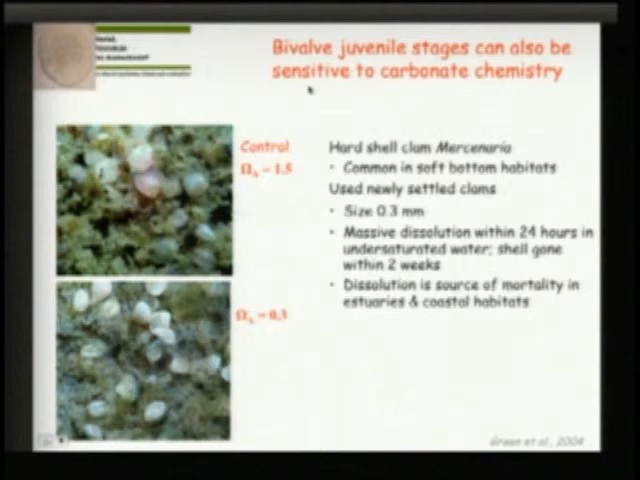 Bivalve juvenile stages can also be
sensitive to carbonate chemistry
Control
Ω_A = 1.5
Hard shell clam Mercenaria
• Common in soft bottom habitats
Used newly settled clams
• Size 0.3 mm
• Massive dissolution within 24 hours in
undersaturated water; shell gone
within 2 weeks
• Dissolution is source of mortality in
estuaries & coastal habitats
Ω_A = 0.3
Green et al., 2004